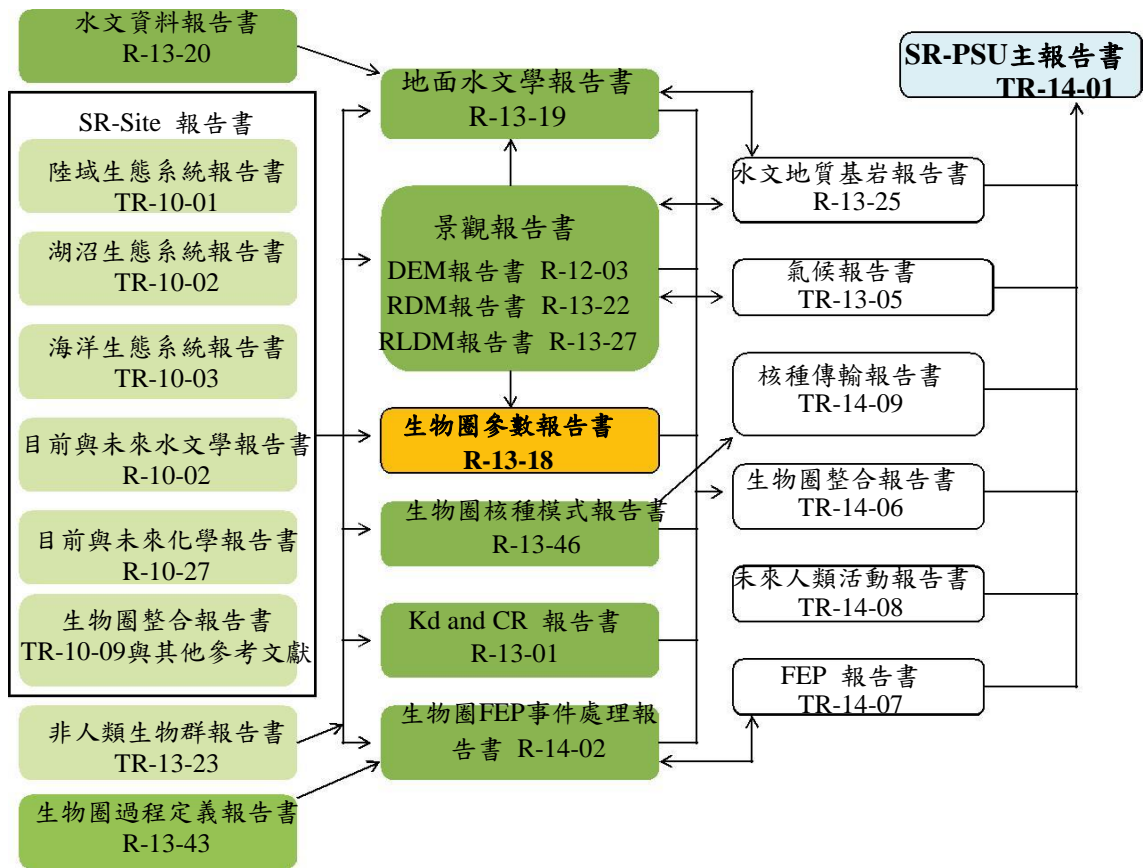 水文資料報告書
R-13-20
SR-Site 報告書
陸域生態系統報告書
TR-10-01
湖沼生態系統報告書
TR-10-02
海洋生態系統報告書
TR-10-03
目前與未來水文學報告書
R-10-02
目前與未來化學報告書
R-10-27
生物圈整合報告書
TR-10-09與其他參考文獻
非人類生物群報告書
TR-13-23
生物圈過程定義報告書
R-13-43
地面水文學報告書
R-13-19
景觀報告書
DEM報告書 R-12-03
RDM報告書 R-13-22
RLDM報告書 R-13-27
生物圈參數報告書
R-13-18
生物圈核種模式報告書
R-13-46
Kd and CR 報告書
R-13-01
生物圈FEP事件處理報
告書 R-14-02
SR-PSU主報告書
TR-14-01
水文地質基岩報告書
R-13-25
氣候報告書
TR-13-05
核種傳輸報告書
TR-14-09
生物圈整合報告書
TR-14-06
未來人類活動報告書
TR-14-08
FEP 報告書
TR-14-07